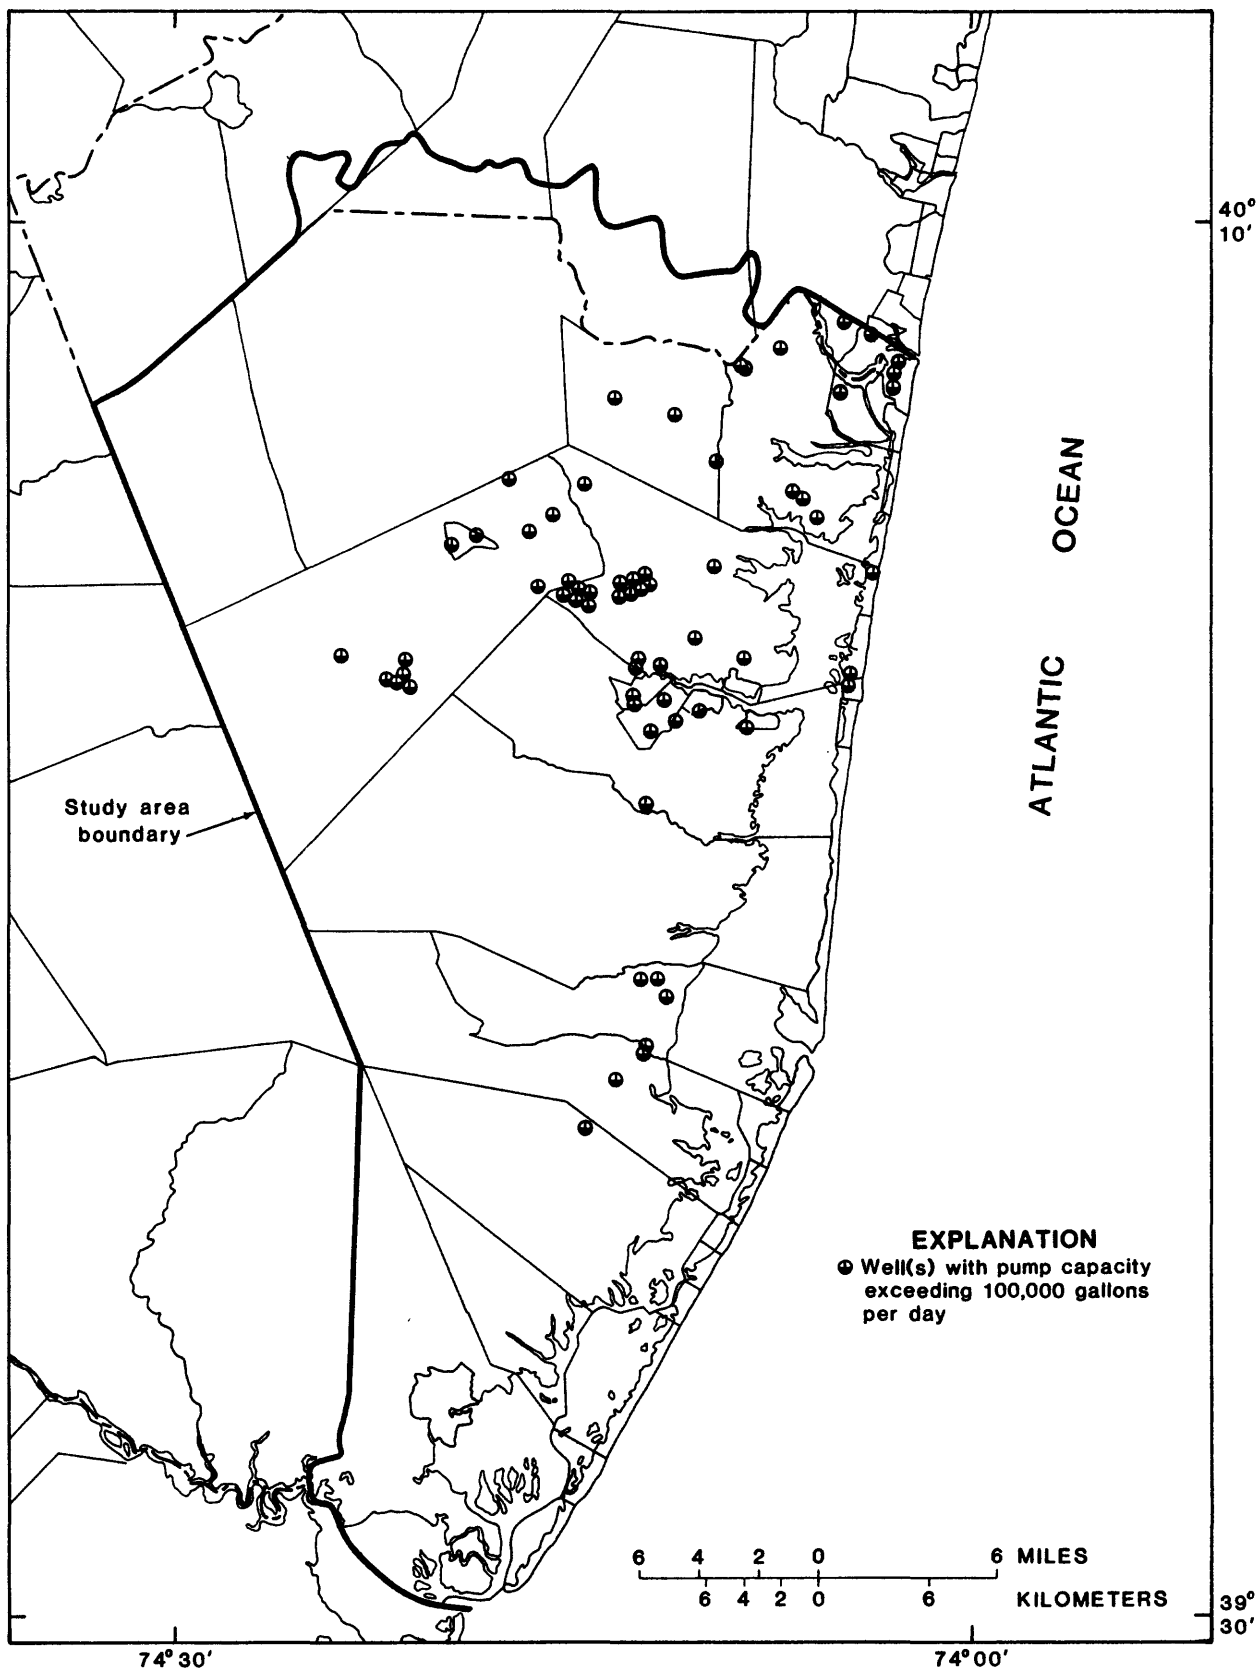 40°
10'
OCEAN
ATLANTIC
Study area
boundary
EXPLANATION
Well(s) with pump capacity
exceeding 100,000 gallons
per day
6 4 2 0 6 MILES
6 4 2 0 6 KILOMETERS
39°
30'
74°30' 74°00'